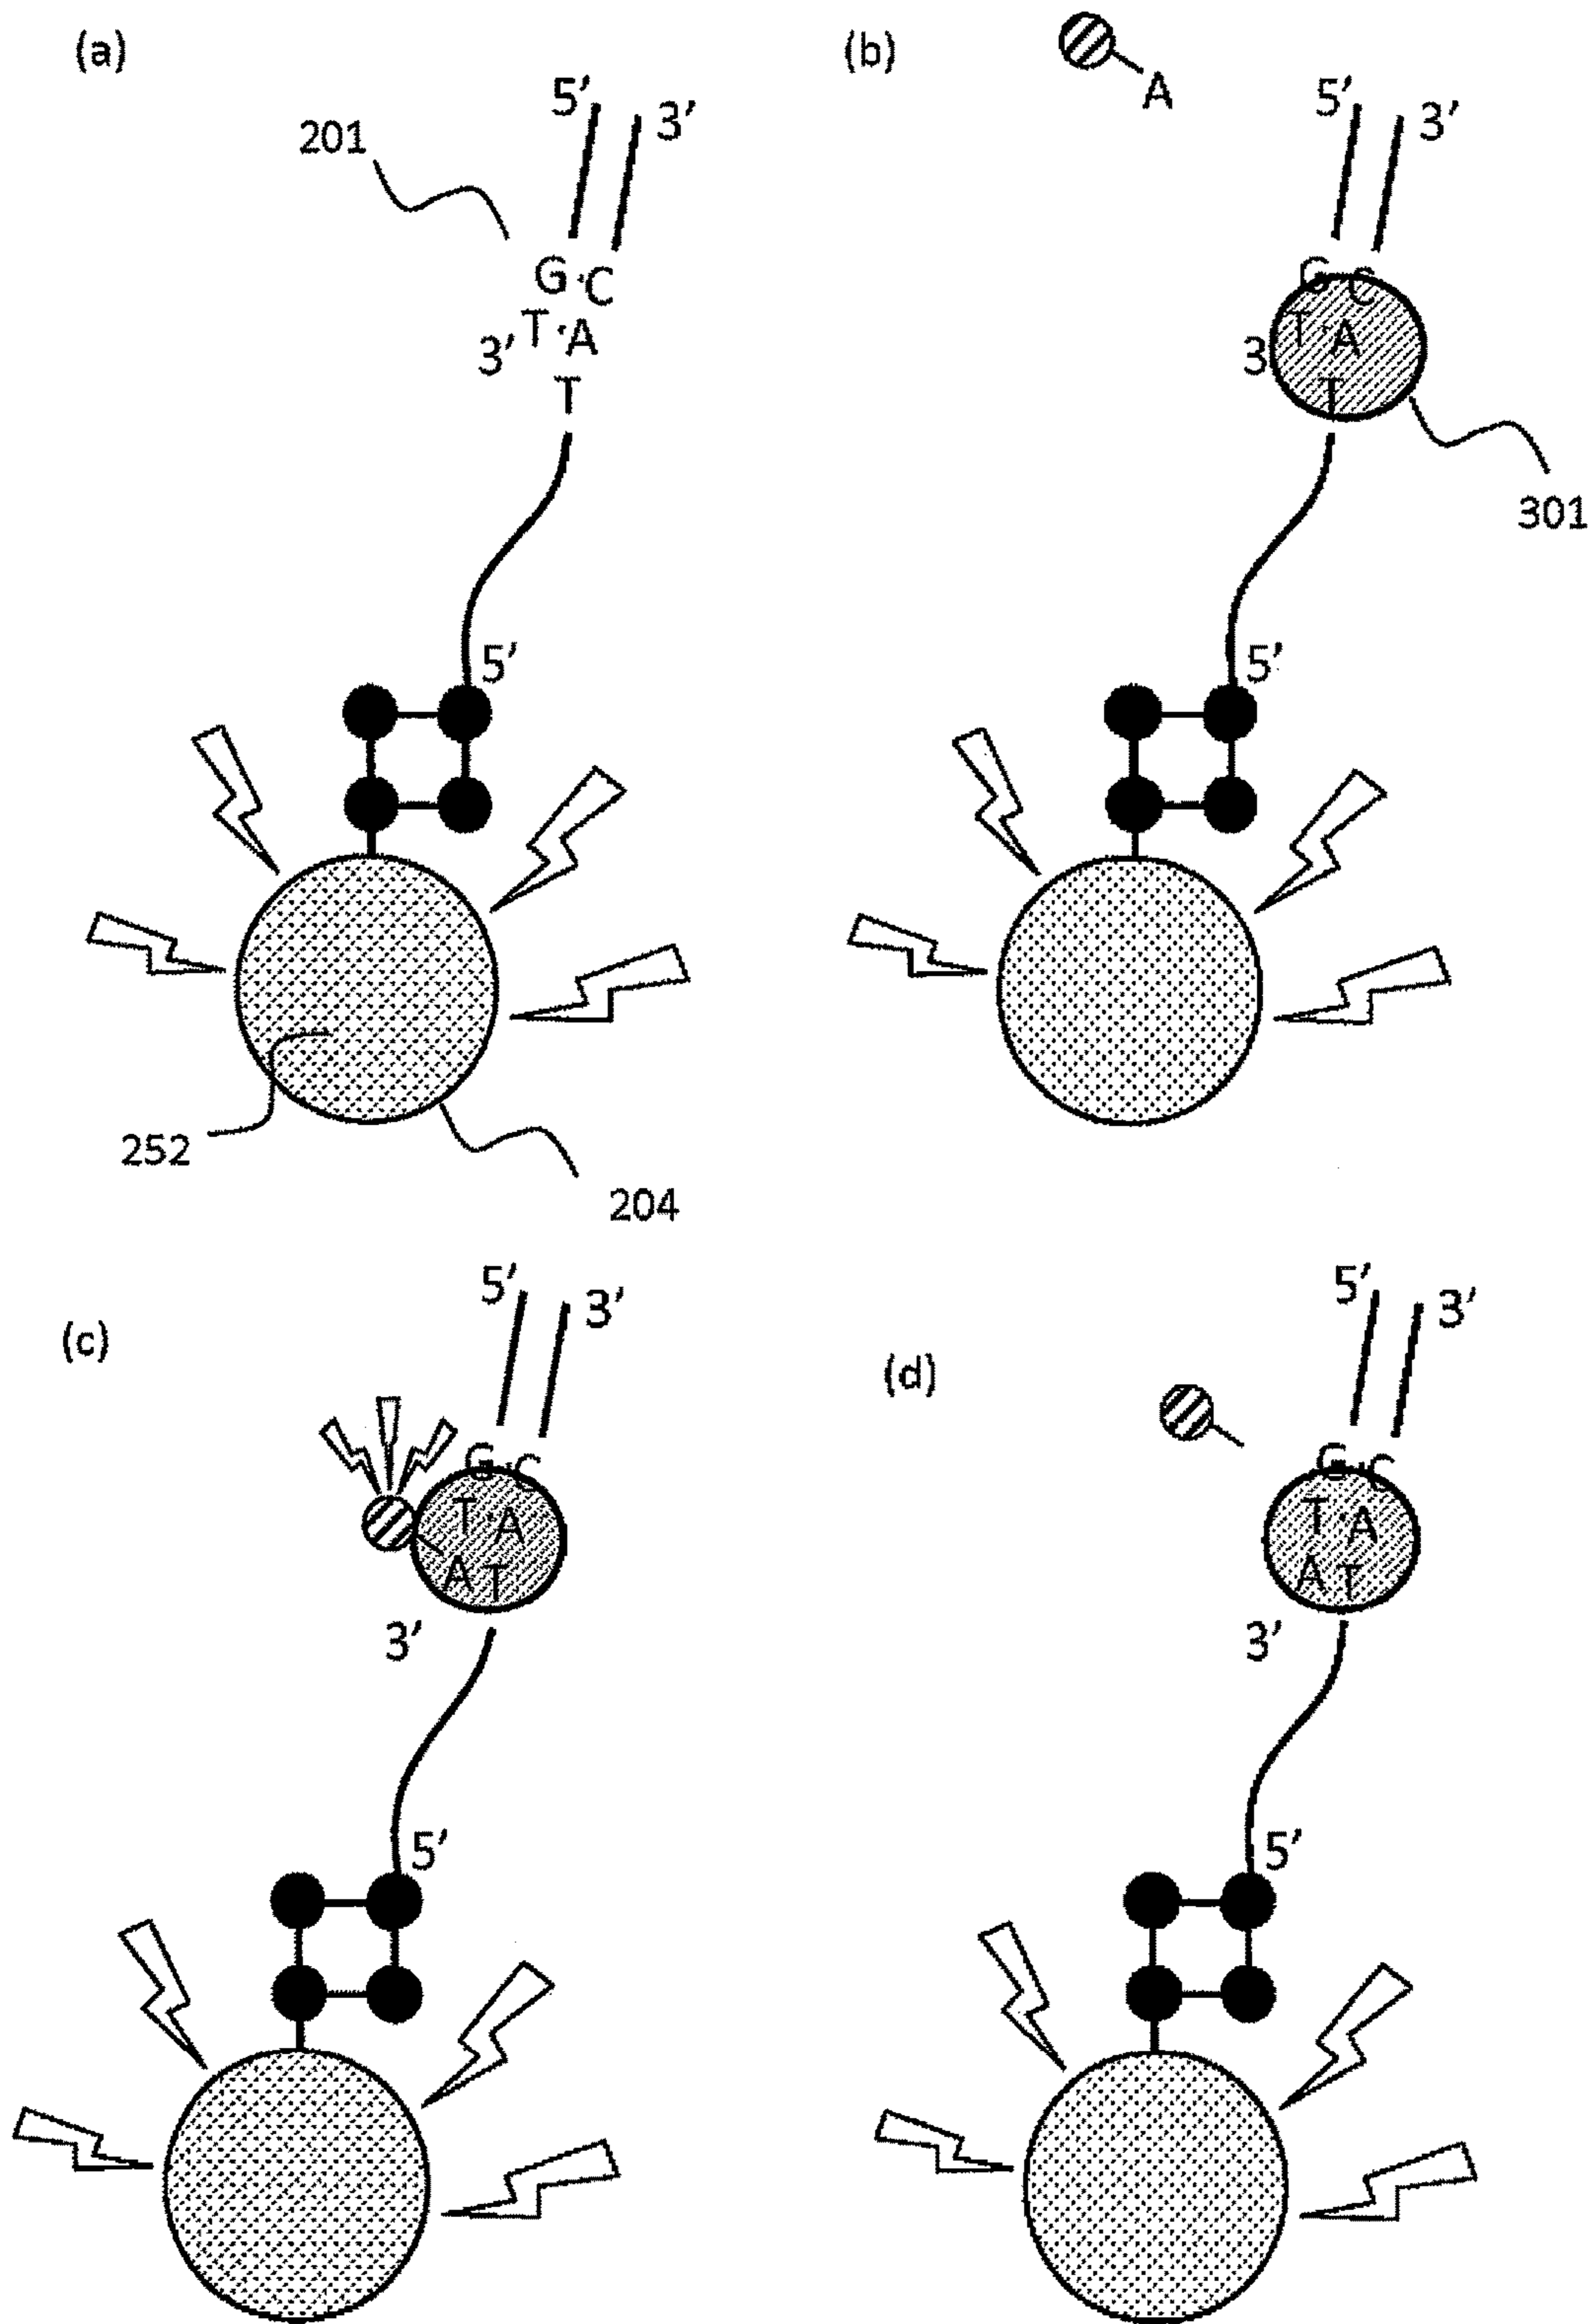 (a)
5' 3'
201
G·C
3' T·A
T
5'
252
204
(b)
A
5' 3'
G C
3 T·A
T
301
5'
(c)
5' 3'
G·C
T·A
A T
3'
5'
(d)
5' 3'
G·C
T·A
A T
3'
5'